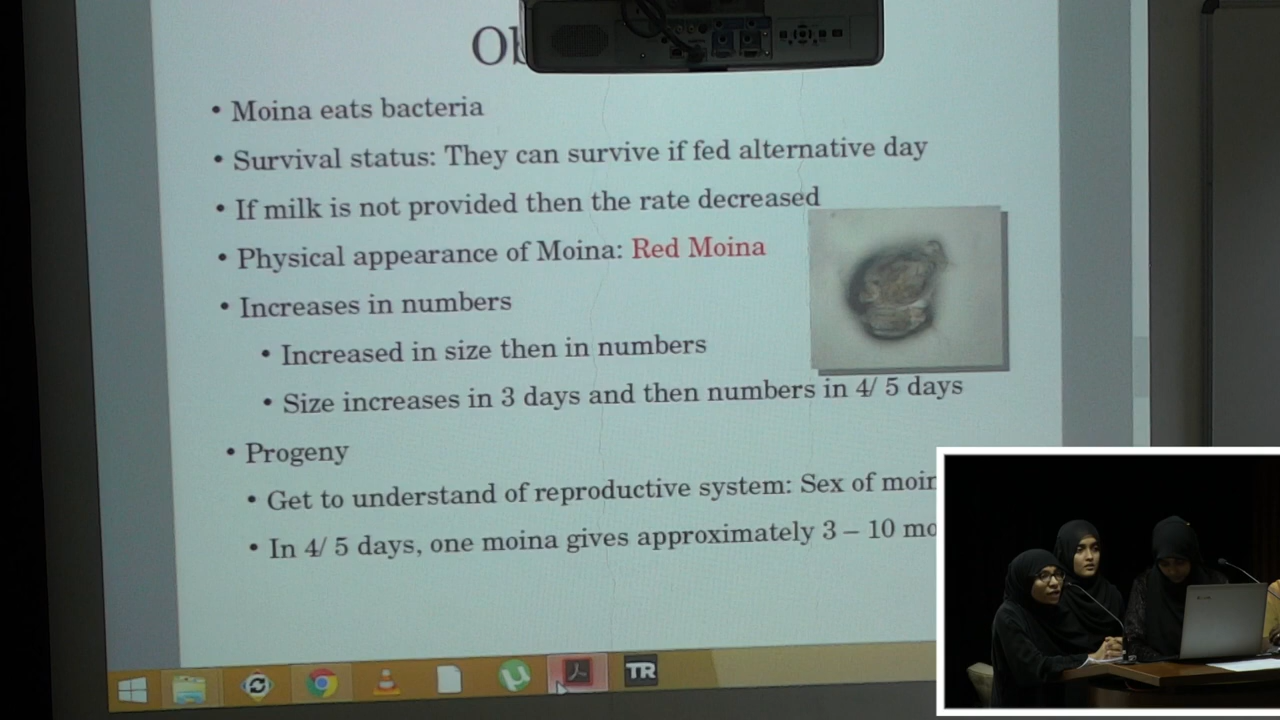 • Moina eats bacteria
• Survival status: They can survive if fed alternative day
• If milk is not provided then the rate decreased
• Physical appearance of Moina: Red Moina
• Increases in numbers
• Increased in size then in numbers
• Size increases in 3 days and then numbers in 4/ 5 days
• Progeny
• Get to understand of reproductive system: Sex of
• In 4/ 5 days, one moina gives approximately 3 – 10
TR